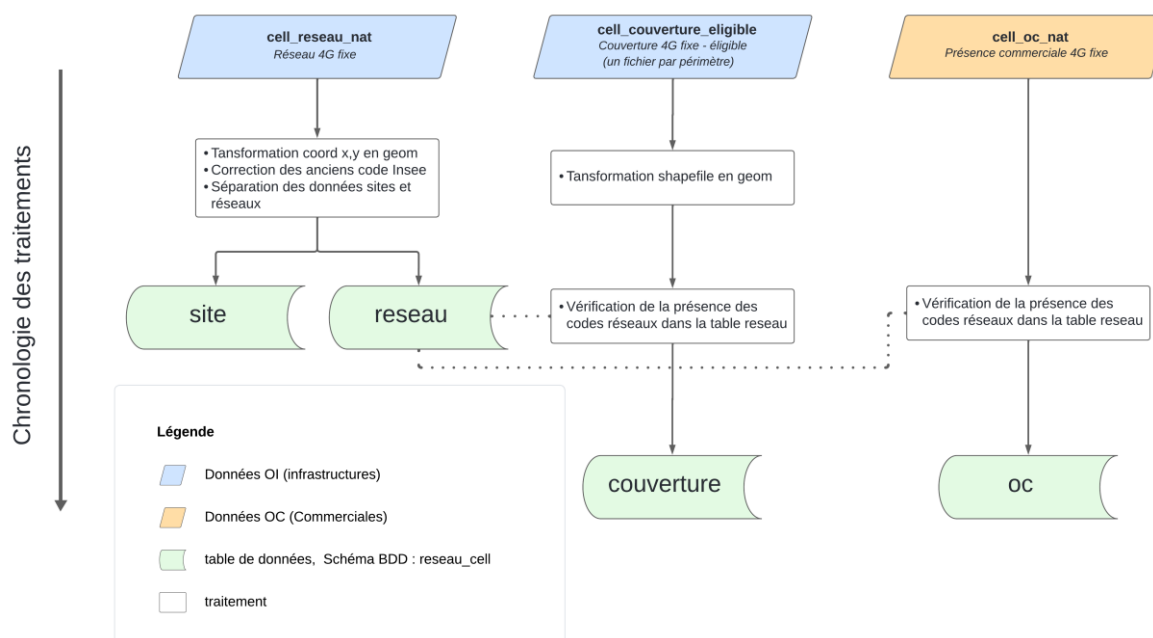 cell_reseau_nat
Réseau 4G fixe
cell_couverture_eligible
Couverture 4G fixe - éligible
(un fichier par périmètre)
cell_oc_nat
Présence commerciale 4G fixe
Chronologie des traitements
• Tansformation coord x,y en geom
• Correction des anciens code Insee
• Séparation des données sites et
réseaux
• Tansformation shapefile en geom
site
reseau
• Vérification de la présence des
codes réseaux dans la table reseau
• Vérification de la présence des
codes réseaux dans la table reseau
couverture
oc
Légende
Données OI (infrastructures)
Données OC (Commerciales)
table de données, Schéma BDD : reseau_cell
traitement